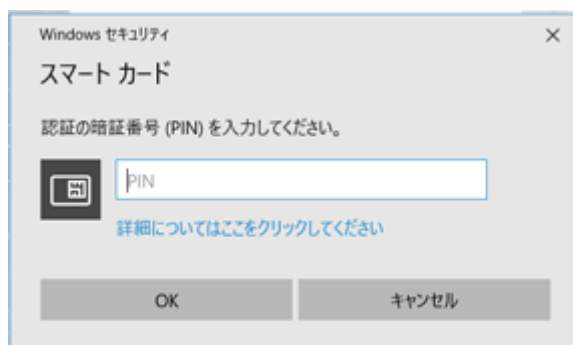 Windows セキュリティ
スマート カード
認証の暗証番号 (PIN) を入力してください。
PIN
詳細についてはここをクリックしてください
OK
キャンセル